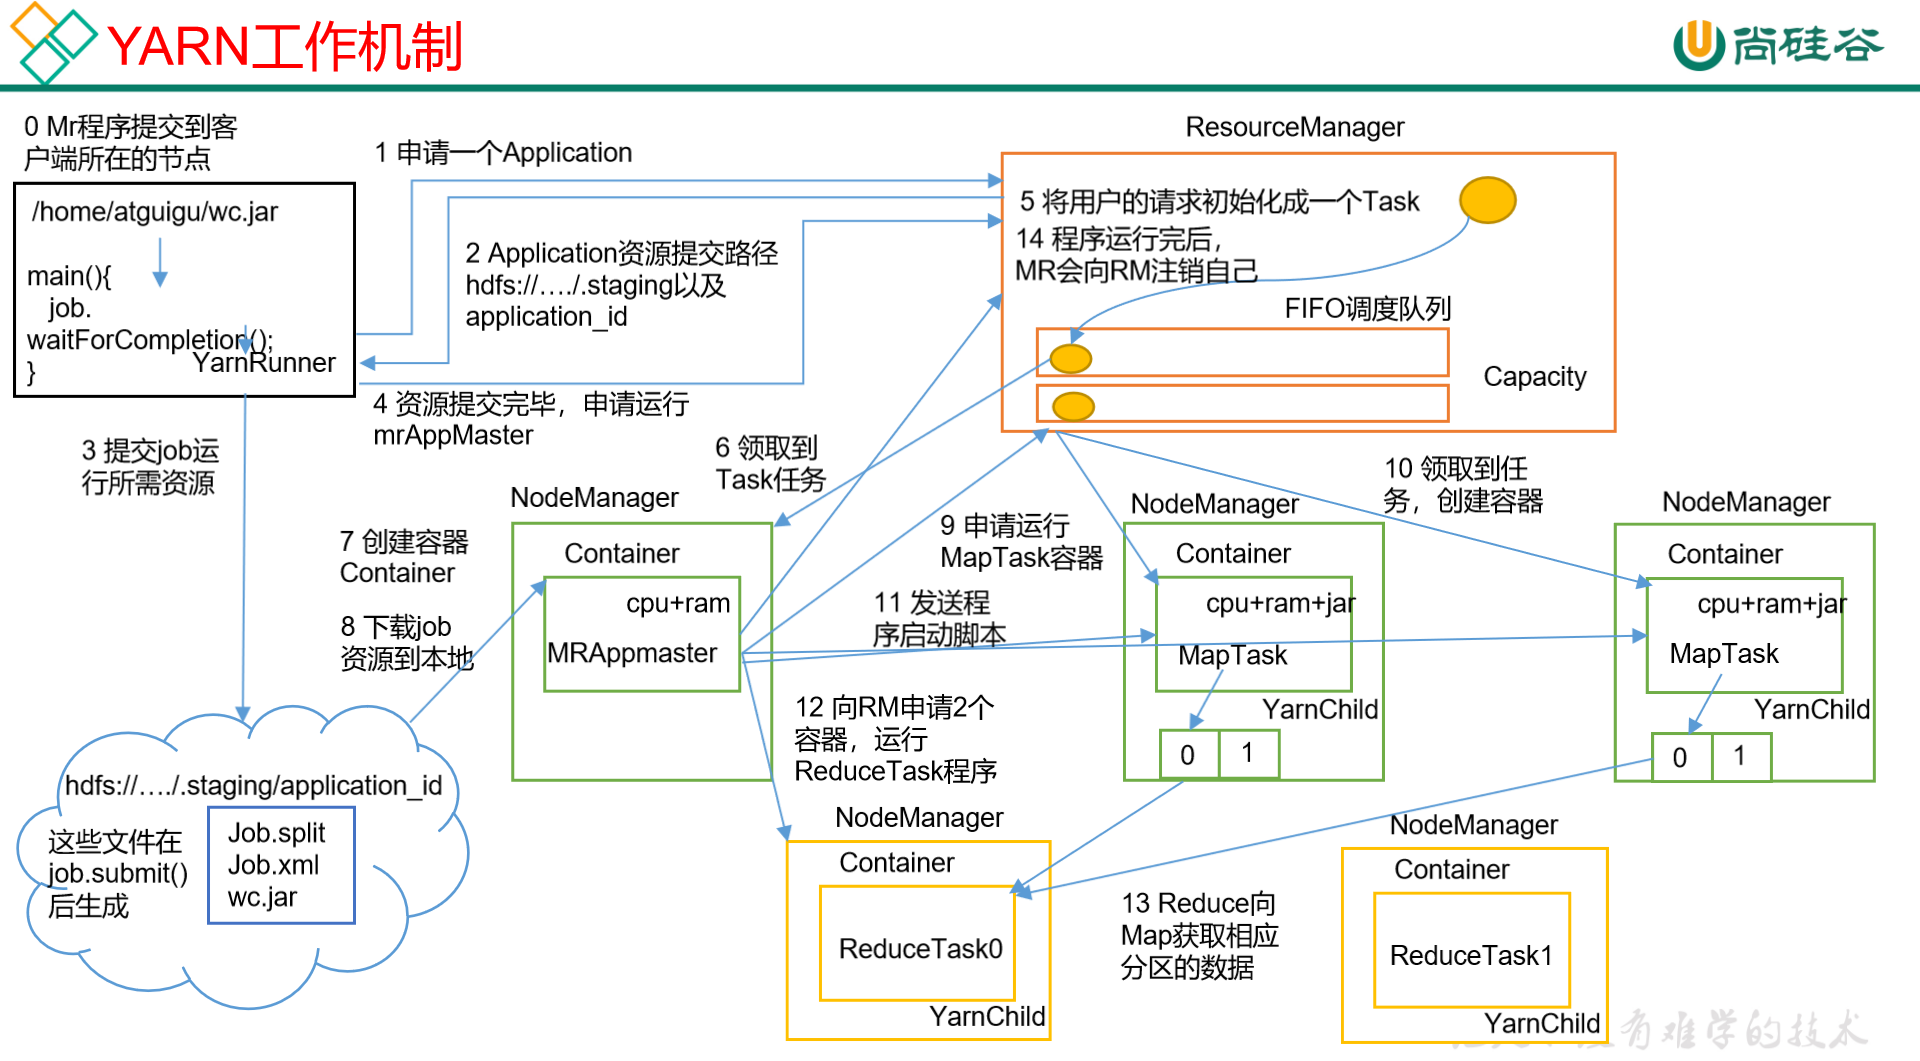 YARN工作机制
尚硅谷
0 Mr程序提交到客
户端所在的节点
/home/atguigu/wc.jar
main(){
job.
waitForCompletion();
}
YarnRunner
1 申请一个Application
2 Application资源提交路径
hdfs://…./.staging以及
application_id
3 提交job运
行所需资源
4 资源提交完毕，申请运行
mrAppMaster
ResourceManager
5 将用户的请求初始化成一个Task
14 程序运行完后，
MR会向RM注销自己
FIFO调度队列
Capacity
6 领取到
Task任务
NodeManager
7 创建容器
Container
8 下载job
资源到本地
Container
cpu+ram
MRAppmaster
9 申请运行
MapTask容器
10 领取到任
务，创建容器
11 发送程
序启动脚本
NodeManager
Container
cpu+ram+jar
MapTask
YarnChild
0
1
NodeManager
Container
cpu+ram+jar
MapTask
YarnChild
0
1
12 向RM申请2个
容器，运行
ReduceTask程序
hdfs://…./.staging/application_id
这些文件在
job.submit()
后生成
Job.split
Job.xml
wc.jar
NodeManager
Container
ReduceTask0
YarnChild
13 Reduce向
Map获取相应
分区的数据
NodeManager
Container
ReduceTask1
YarnChild
有难学的技术